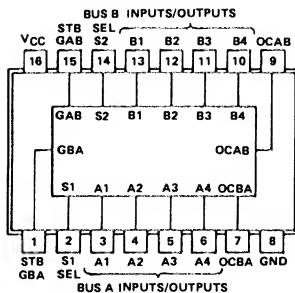 BUS B INPUTS/OUTPUTS
STB SEL
VCC GAB S2 B1 B2 B3 B4 OCAB
16 15 14 13 12 11 10 9
GAB S2 B1 B2 B3 B4
GBA OCAB
S1 A1 A2 A3 A4 OCBA
1 2 3 4 5 6 7 8
STB S1 A1 A2 A3 A4 OCBA GND
GBA SEL
BUS A INPUTS/OUTPUTS